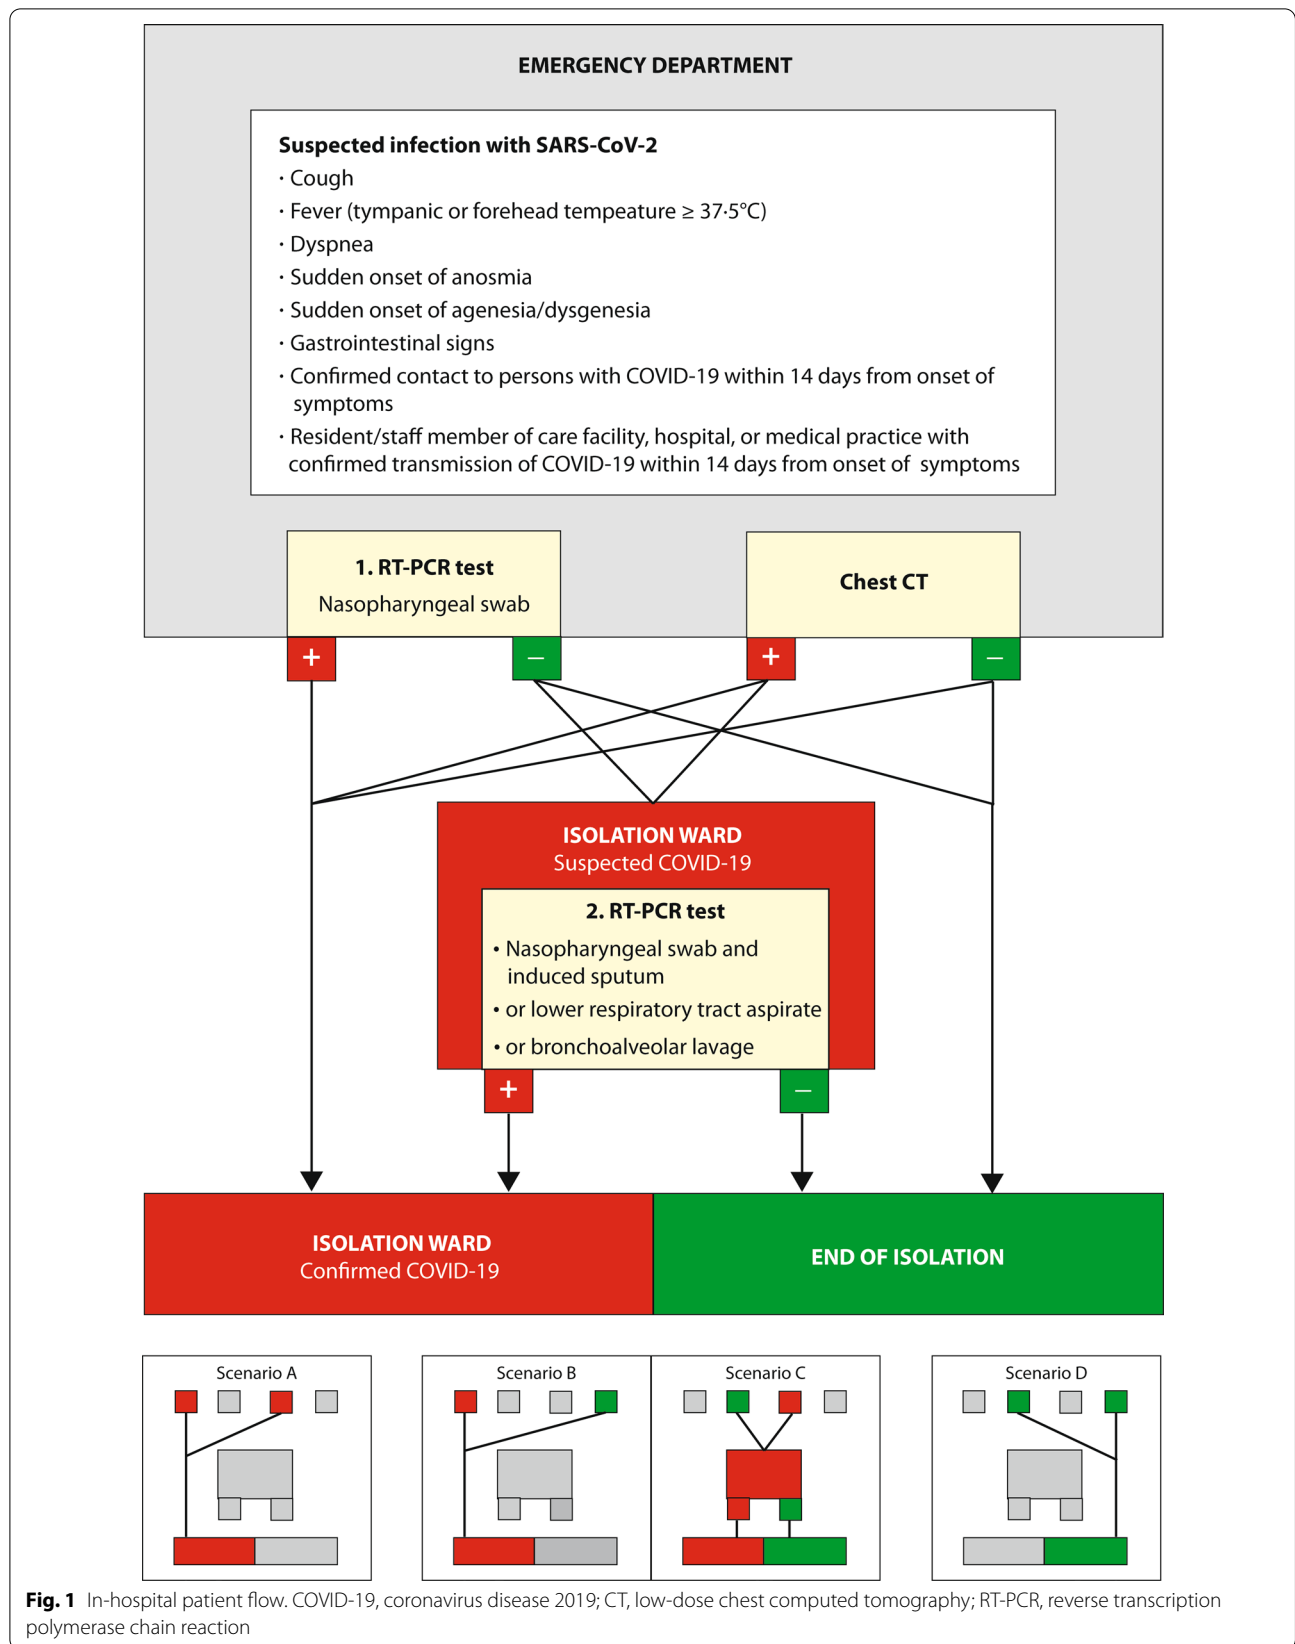 EMERGENCY DEPARTMENT
Suspected infection with SARS-CoV-2
· Cough
· Fever (tympanic or forehead tempeature ≥ 37·5°C)
· Dyspnea
· Sudden onset of anosmia
· Sudden onset of agenesia/dysgenesia
· Gastrointestinal signs
· Confirmed contact to persons with COVID-19 within 14 days from onset of
symptoms
· Resident/staff member of care facility, hospital, or medical practice with
confirmed transmission of COVID-19 within 14 days from onset of symptoms
1. RT-PCR test
Nasopharyngeal swab
Chest CT
+
–
+
–
ISOLATION WARD
Suspected COVID-19
2. RT-PCR test
• Nasopharyngeal swab and
induced sputum
• or lower respiratory tract aspirate
• or bronchoalveolar lavage
+
–
ISOLATION WARD
Confirmed COVID-19
END OF ISOLATION
Scenario A
Scenario B
Scenario C
Scenario D
Fig. 1 In-hospital patient flow. COVID-19, coronavirus disease 2019; CT, low-dose chest computed tomography; RT-PCR, reverse transcription
polymerase chain reaction